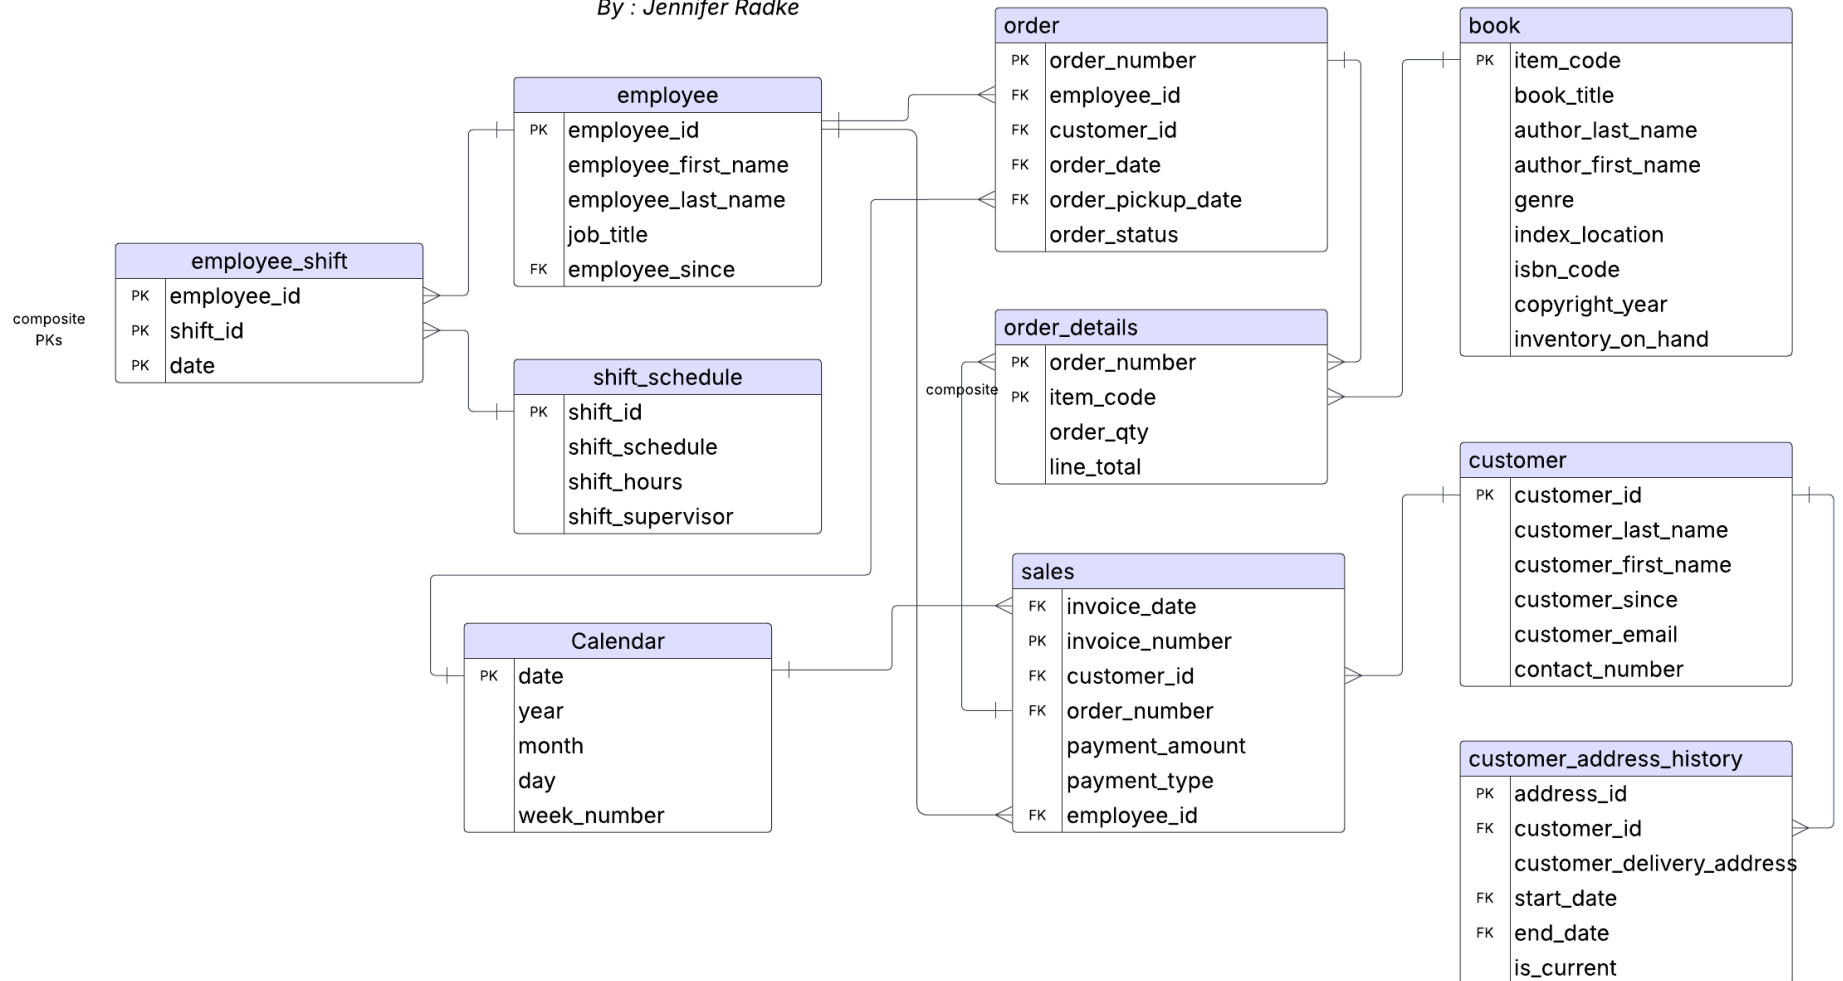 By : Jennifer Radke
employee_shift
PK employee_id
PK shift_id
PK date
composite
PKs
employee
PK employee_id
employee_first_name
employee_last_name
job_title
FK employee_since
shift_schedule
PK shift_id
shift_schedule
shift_hours
shift_supervisor
Calendar
PK date
year
month
day
week_number
order
PK order_number
FK employee_id
FK customer_id
FK order_date
FK order_pickup_date
order_status
order_details
PK order_number
composite
PK item_code
order_qty
line_total
sales
FK invoice_date
PK invoice_number
FK customer_id
FK order_number
payment_amount
payment_type
FK employee_id
book
PK item_code
book_title
author_last_name
author_first_name
genre
index_location
isbn_code
copyright_year
inventory_on_hand
customer
PK customer_id
customer_last_name
customer_first_name
customer_since
customer_email
contact_number
customer_address_history
PK address_id
FK customer_id
customer_delivery_address
FK start_date
FK end_date
is_current